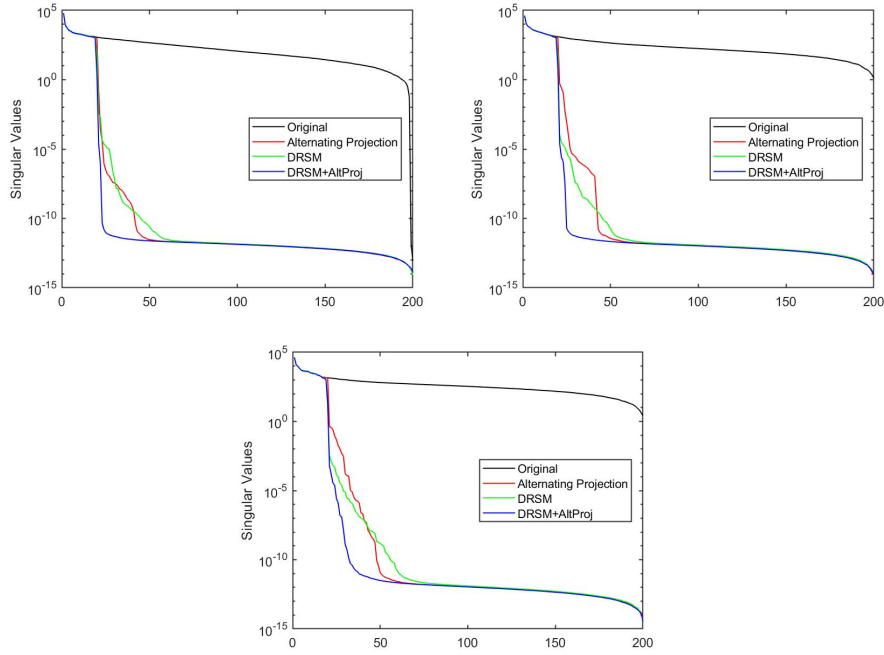 10^5
10^0
10^-5
10^-10
10^-15
Singular Values
Original
Alternating Projection
DRSM
DRSM+AltProj
0 50 100 150 200
10^5
10^0
10^-5
10^-10
10^-15
Singular Values
Original
Alternating Projection
DRSM
DRSM+AltProj
0 50 100 150 200
10^5
10^0
10^-5
10^-10
10^-15
Singular Values
Original
Alternating Projection
DRSM
DRSM+AltProj
0 50 100 150 200